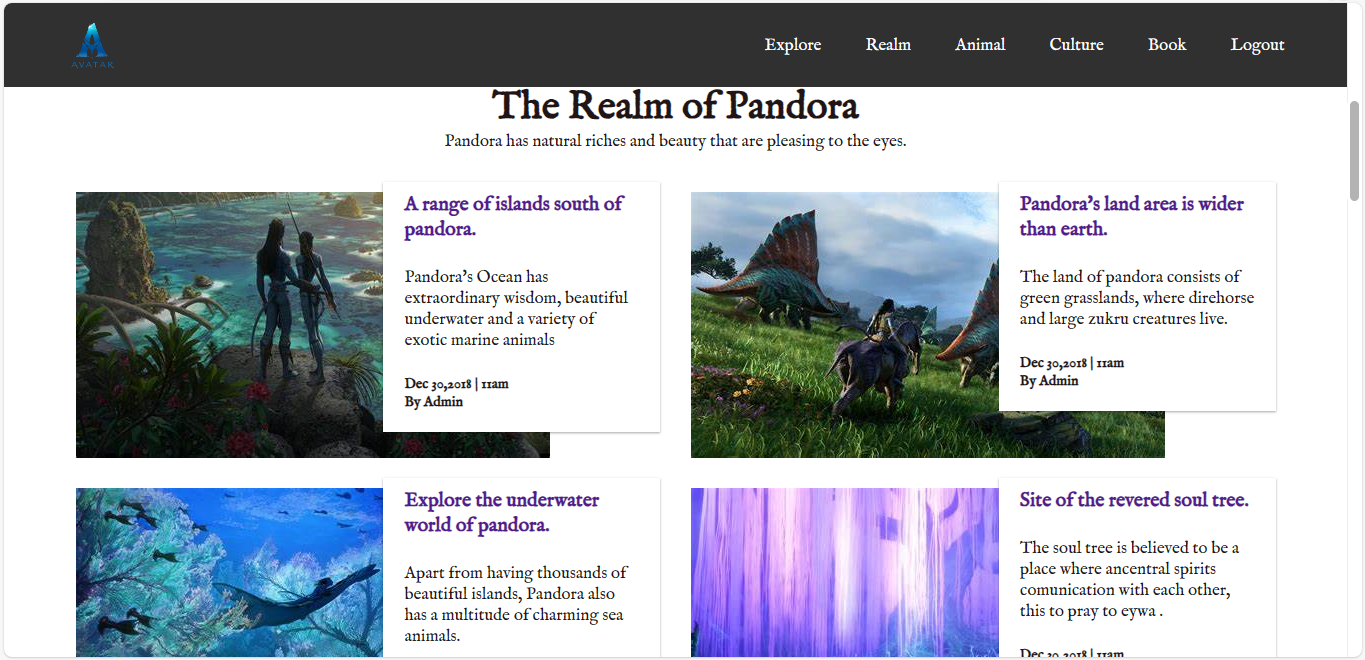 AVATAR
Explore Realm Animal Culture Book Logout
The Realm of Pandora
Pandora has natural riches and beauty that are pleasing to the eyes.
A range of islands south of
pandora.
Pandora's Ocean has
extraordinary wisdom, beautiful
underwater and a variety of
exotic marine animals
Dec 30,2018 | 11am
By Admin
Pandora's land area is wider
than earth.
The land of pandora consists of
green grasslands, where direhorse
and large zukru creatures live.
Dec 30,2018 | 11am
By Admin
Explore the underwater
world of pandora.
Apart from having thousands of
beautiful islands, Pandora also
has a multitude of charming sea
animals.
Site of the revered soul tree.
The soul tree is believed to be a
place where ancentral spirits
comunication with each other,
this to pray to eywa .
Dec 30,2018 | 11am